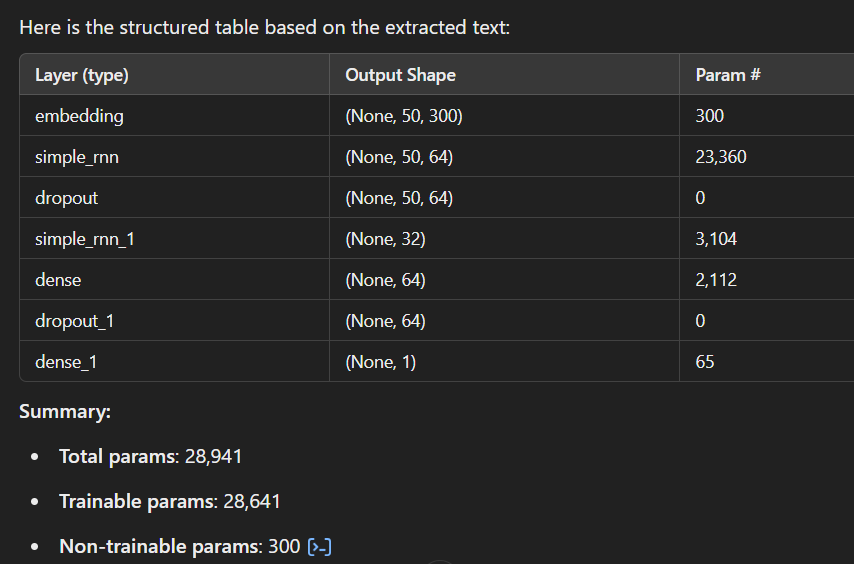 Here is the structured table based on the extracted text:
Layer (type) Output Shape Param #
embedding (None, 50, 300) 300
simple_rnn (None, 50, 64) 23,360
dropout (None, 50, 64) 0
simple_rnn_1 (None, 32) 3,104
dense (None, 64) 2,112
dropout_1 (None, 64) 0
dense_1 (None, 1) 65
Summary:
• Total params: 28,941
• Trainable params: 28,641
• Non-trainable params: 300 [>_]